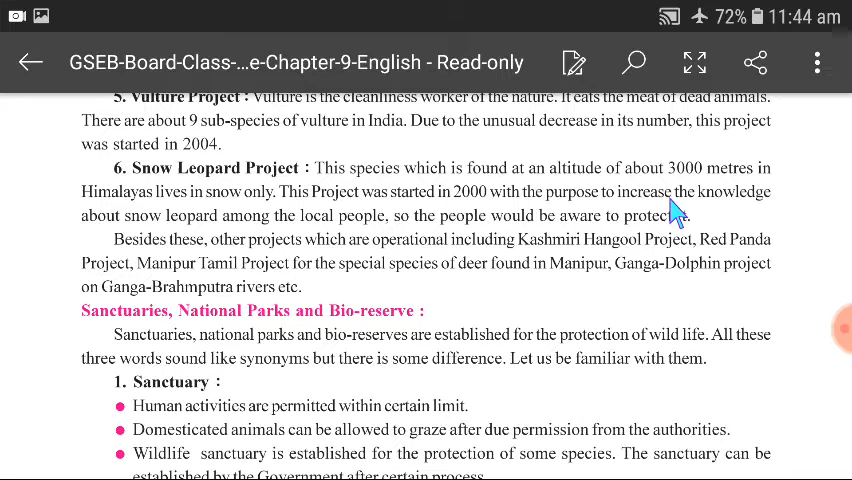 72% 11:44 am
GSEB-Board-Class-...e-Chapter-9-English - Read-only
5. Vulture Project : Vulture is the cleanliness worker of the nature. It eats the meat of dead animals.
There are about 9 sub-species of vulture in India. Due to the unusual decrease in its number, this project
was started in 2004.
6. Snow Leopard Project : This species which is found at an altitude of about 3000 metres in
Himalayas lives in snow only. This Project was started in 2000 with the purpose to increase the knowledge
about snow leopard among the local people, so the people would be aware to protect
Besides these, other projects which are operational including Kashmiri Hangool Project, Red Panda
Project, Manipur Tamil Project for the special species of deer found in Manipur, Ganga-Dolphin project
on Ganga-Brahmputra rivers etc.
Sanctuaries, National Parks and Bio-reserve :
Sanctuaries, national parks and bio-reserves are established for the protection of wild life. All these
three words sound like synonyms but there is some difference. Let us be familiar with them.
1. Sanctuary :
● Human activities are permitted within certain limit.
● Domesticated animals can be allowed to graze after due permission from the authorities.
● Wildlife sanctuary is established for the protection of some species. The sanctuary can be
established by the Government after certain process.